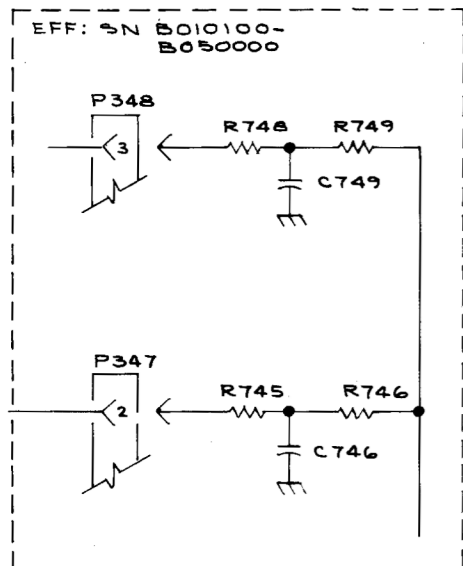 EFF: SN B010100-
B050000
P348
3
R748
R749
C749
P347
2
R745
R746
C746